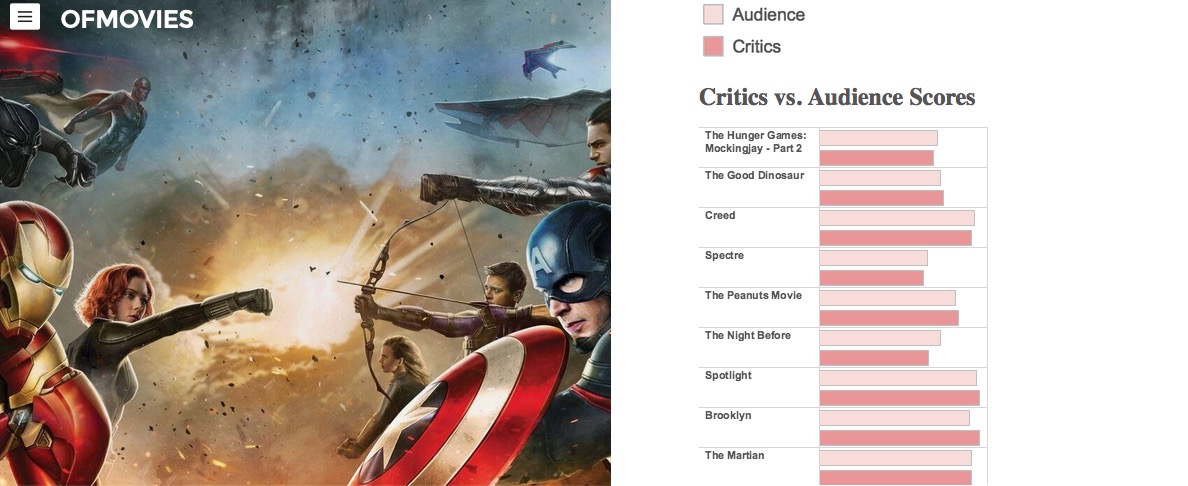 OFMOVIES
Audience
Critics
Critics vs. Audience Scores
The Hunger Games:
Mockingjay - Part 2
The Good Dinosaur
Creed
Spectre
The Peanuts Movie
The Night Before
Spotlight
Brooklyn
The Martian